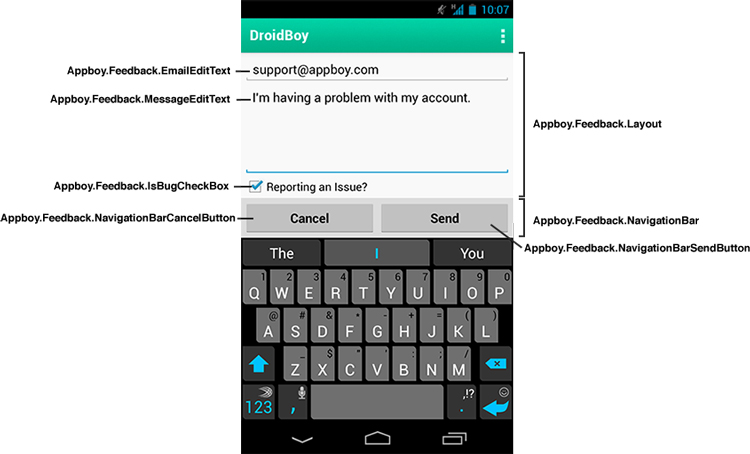 10:07
DroidBoy
Appboy.Feedback.EmailEditText
support@appboy.com
Appboy.Feedback.MessageEditText
I'm having a problem with my account.
Appboy.Feedback.Layout
Appboy.Feedback.IsBugCheckBox
Reporting an Issue?
Appboy.Feedback.NavigationBarCancelButton
Cancel
Send
Appboy.Feedback.NavigationBar
Appboy.Feedback.NavigationBarSendButton
The I You
1 2 3 4 5 6 7 8 9 0
Q W E R T Y U I O P
@ # & * - + = ( )
A S D F G H J K L
_ $ " ' : ; /
Z X C V B N M
123 , ,!? .